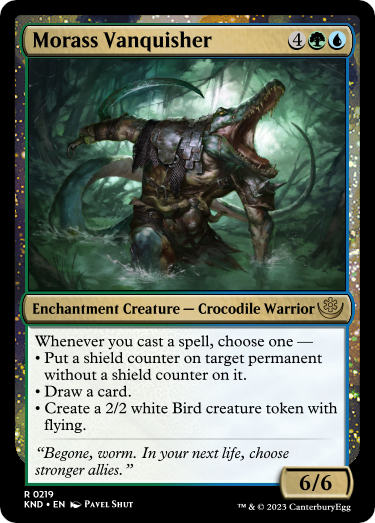 Morass Vanquisher 4
Enchantment Creature — Crocodile Warrior
Whenever you cast a spell, choose one —
• Put a shield counter on target permanent
without a shield counter on it.
• Draw a card.
• Create a 2/2 white Bird creature token with
flying.
“Begone, worm. In your next life, choose
stronger allies.”
6/6
R 0219
KND • EN Pavel Shut
™ & © 2023 CanterburyEgg